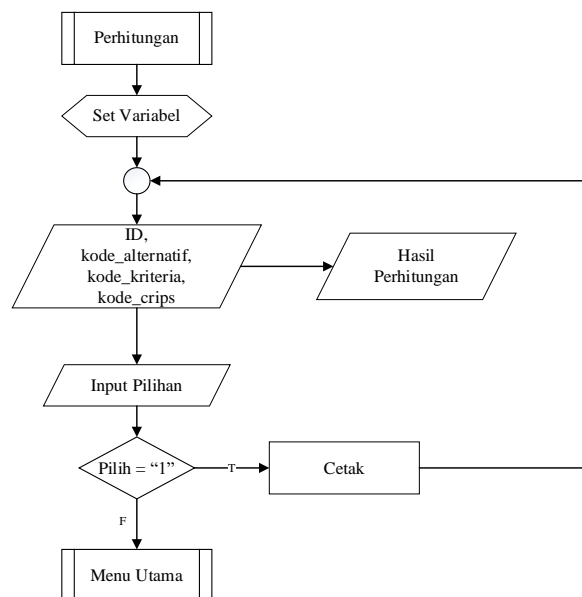 Perhitungan
Set Variabel
ID,
kode_alternatif,
kode_kriteria,
kode_crips
Hasil
Perhitungan
Input Pilihan
Pilih = “1”
T
Cetak
F
Menu Utama